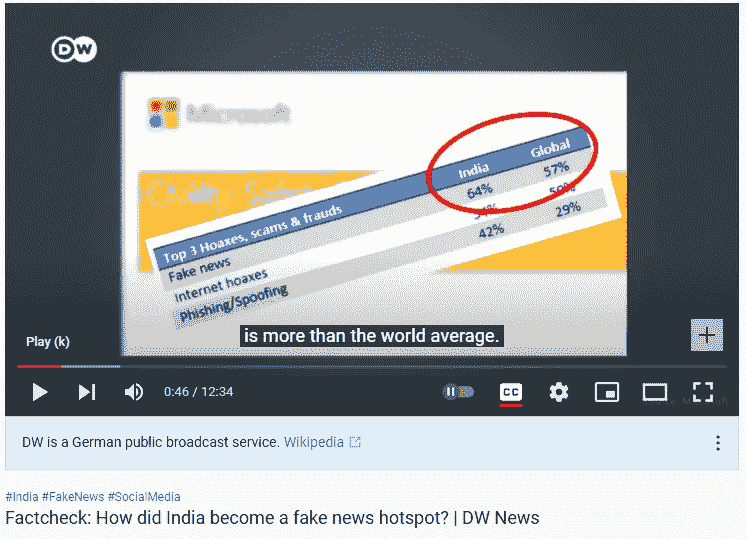 DW
Microsoft
India Global
64% 57%
Top 3 Hoaxes, scams & frauds
50%
Fake news
42% 29%
Internet hoaxes
Phishing/Spoofing
is more than the world average.
Play (k)
0:46 / 12:34
CC
DW is a German public broadcast service. Wikipedia
#India #FakeNews #SocialMedia
Factcheck: How did India become a fake news hotspot? | DW News